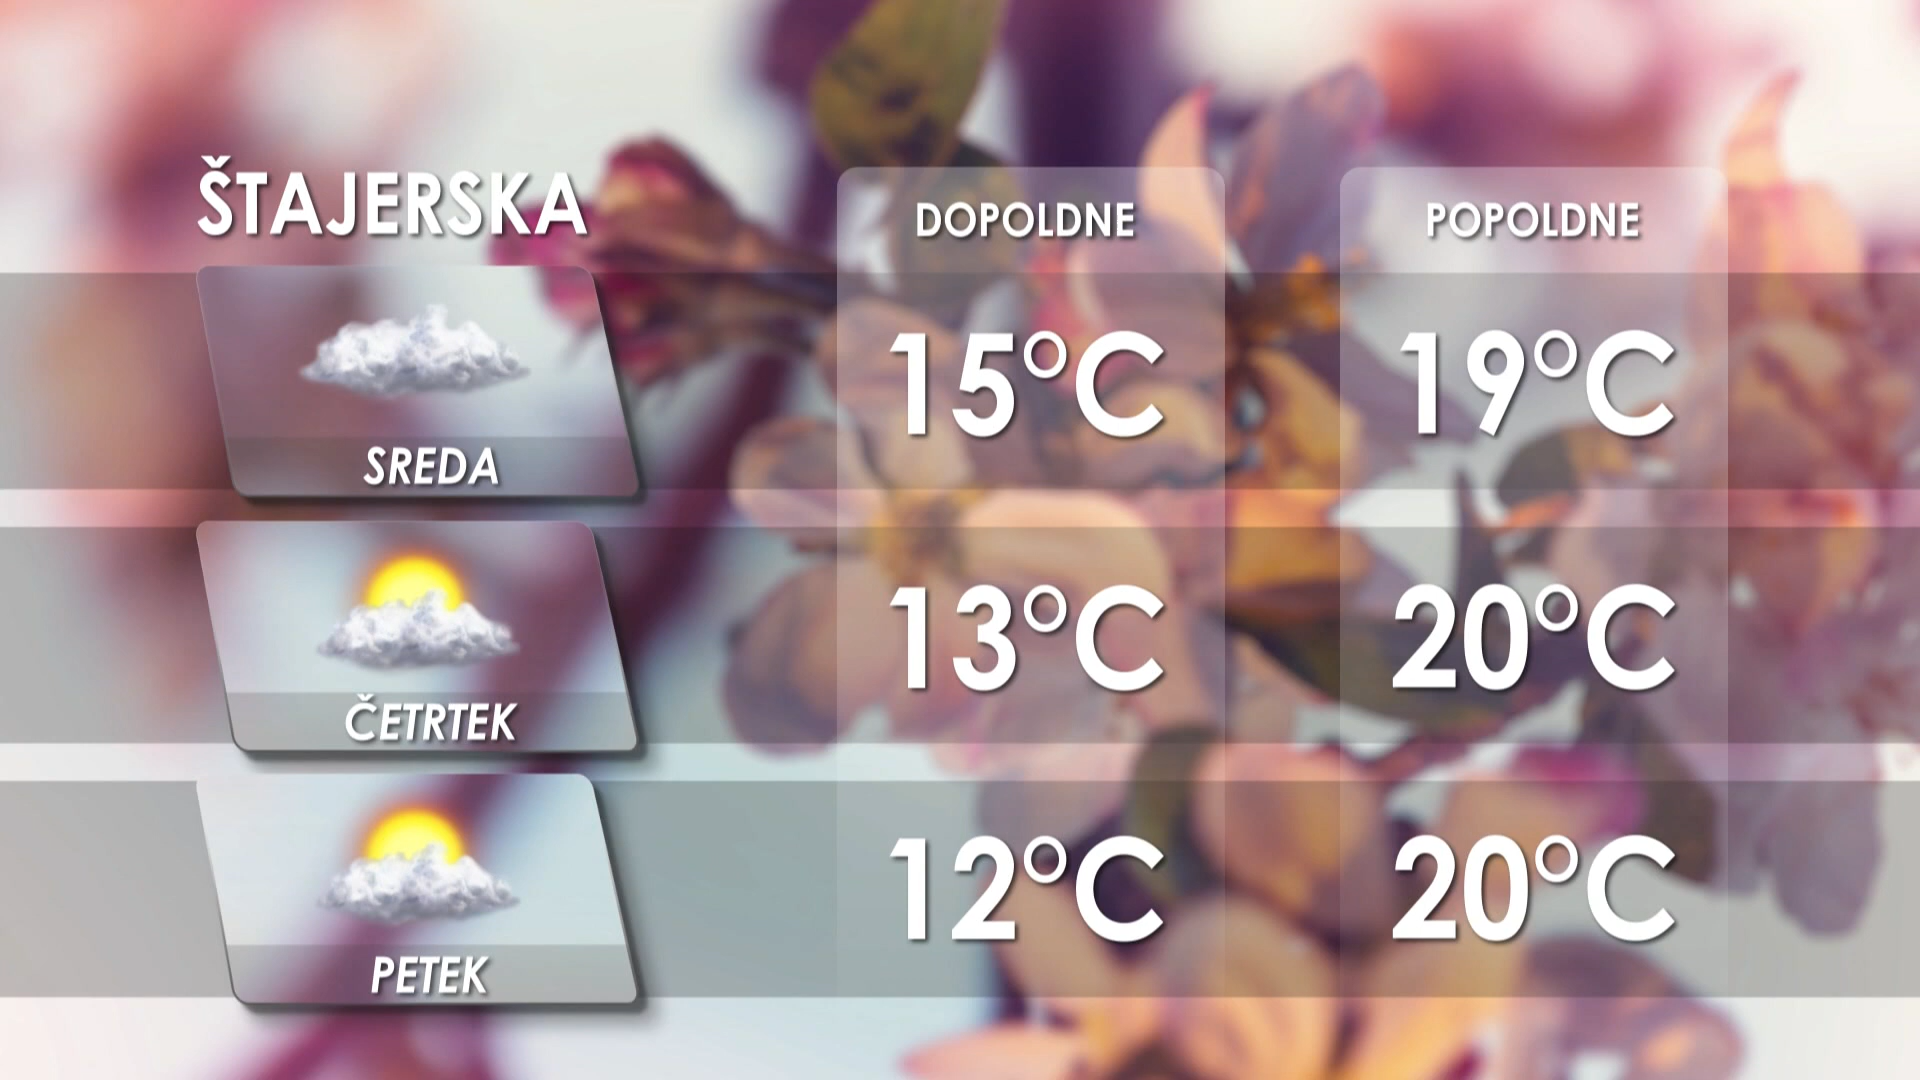 ŠTAJERSKA
DOPOLDNE
POPOLDNE
SREDA
15°C
19°C
ČETRTEK
13°C
20°C
PETEK
12°C
20°C